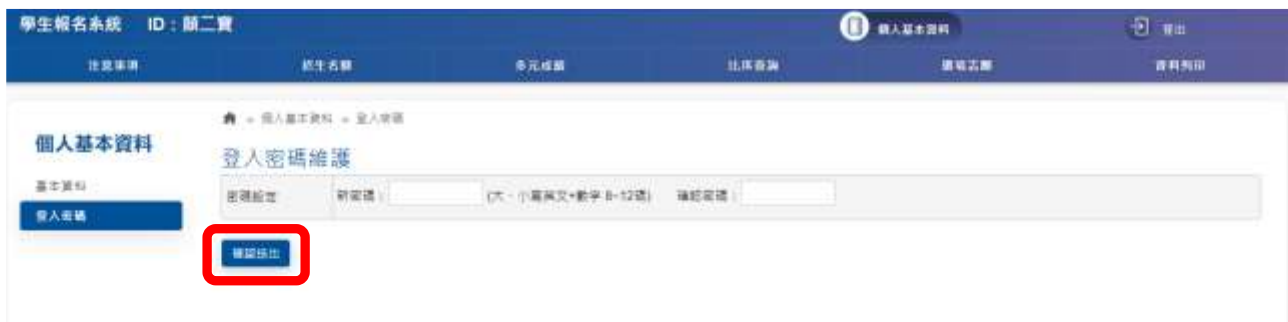 學生報名系統 ID：顏二寶
個人基本資料
登出
注意事項 招生名額 多元成績 比序查詢 選填志願 資料列印
» 個人基本資料 » 登入密碼
個人基本資料
登入密碼維護
基本資料
密碼設定 新密碼： (大、小寫英文+數字 8~12碼) 確認密碼：
登入密碼
確認送出